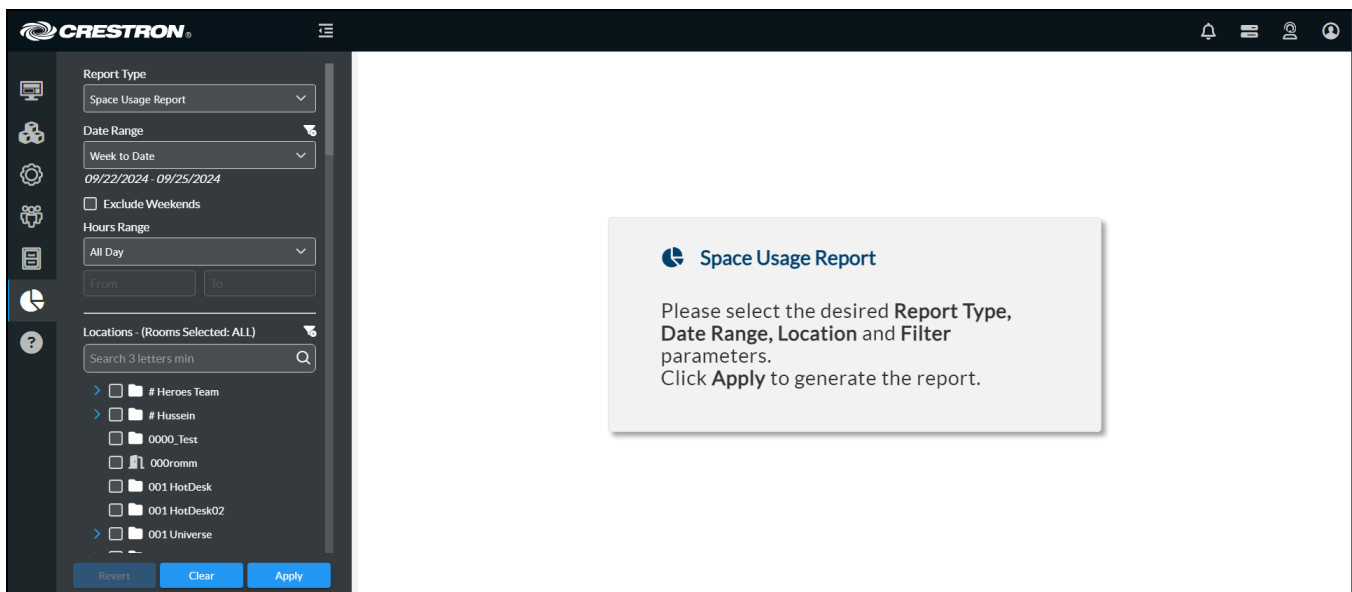 CRESTRON®
Report Type
Space Usage Report
Date Range
Week to Date
09/22/2024 - 09/25/2024
Exclude Weekends
Hours Range
All Day
From To
Locations - (Rooms Selected: ALL)
Search 3 letters min
# Heroes Team
# Hussein
0000_Test
000romm
001 HotDesk
001 HotDesk02
001 Universe
Revert Clear Apply
Space Usage Report
Please select the desired Report Type,
Date Range, Location and Filter
parameters.
Click Apply to generate the report.